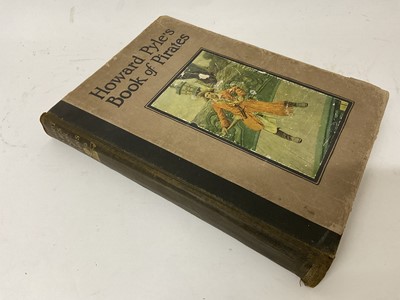 Howard Pyle's
Book of Pirates